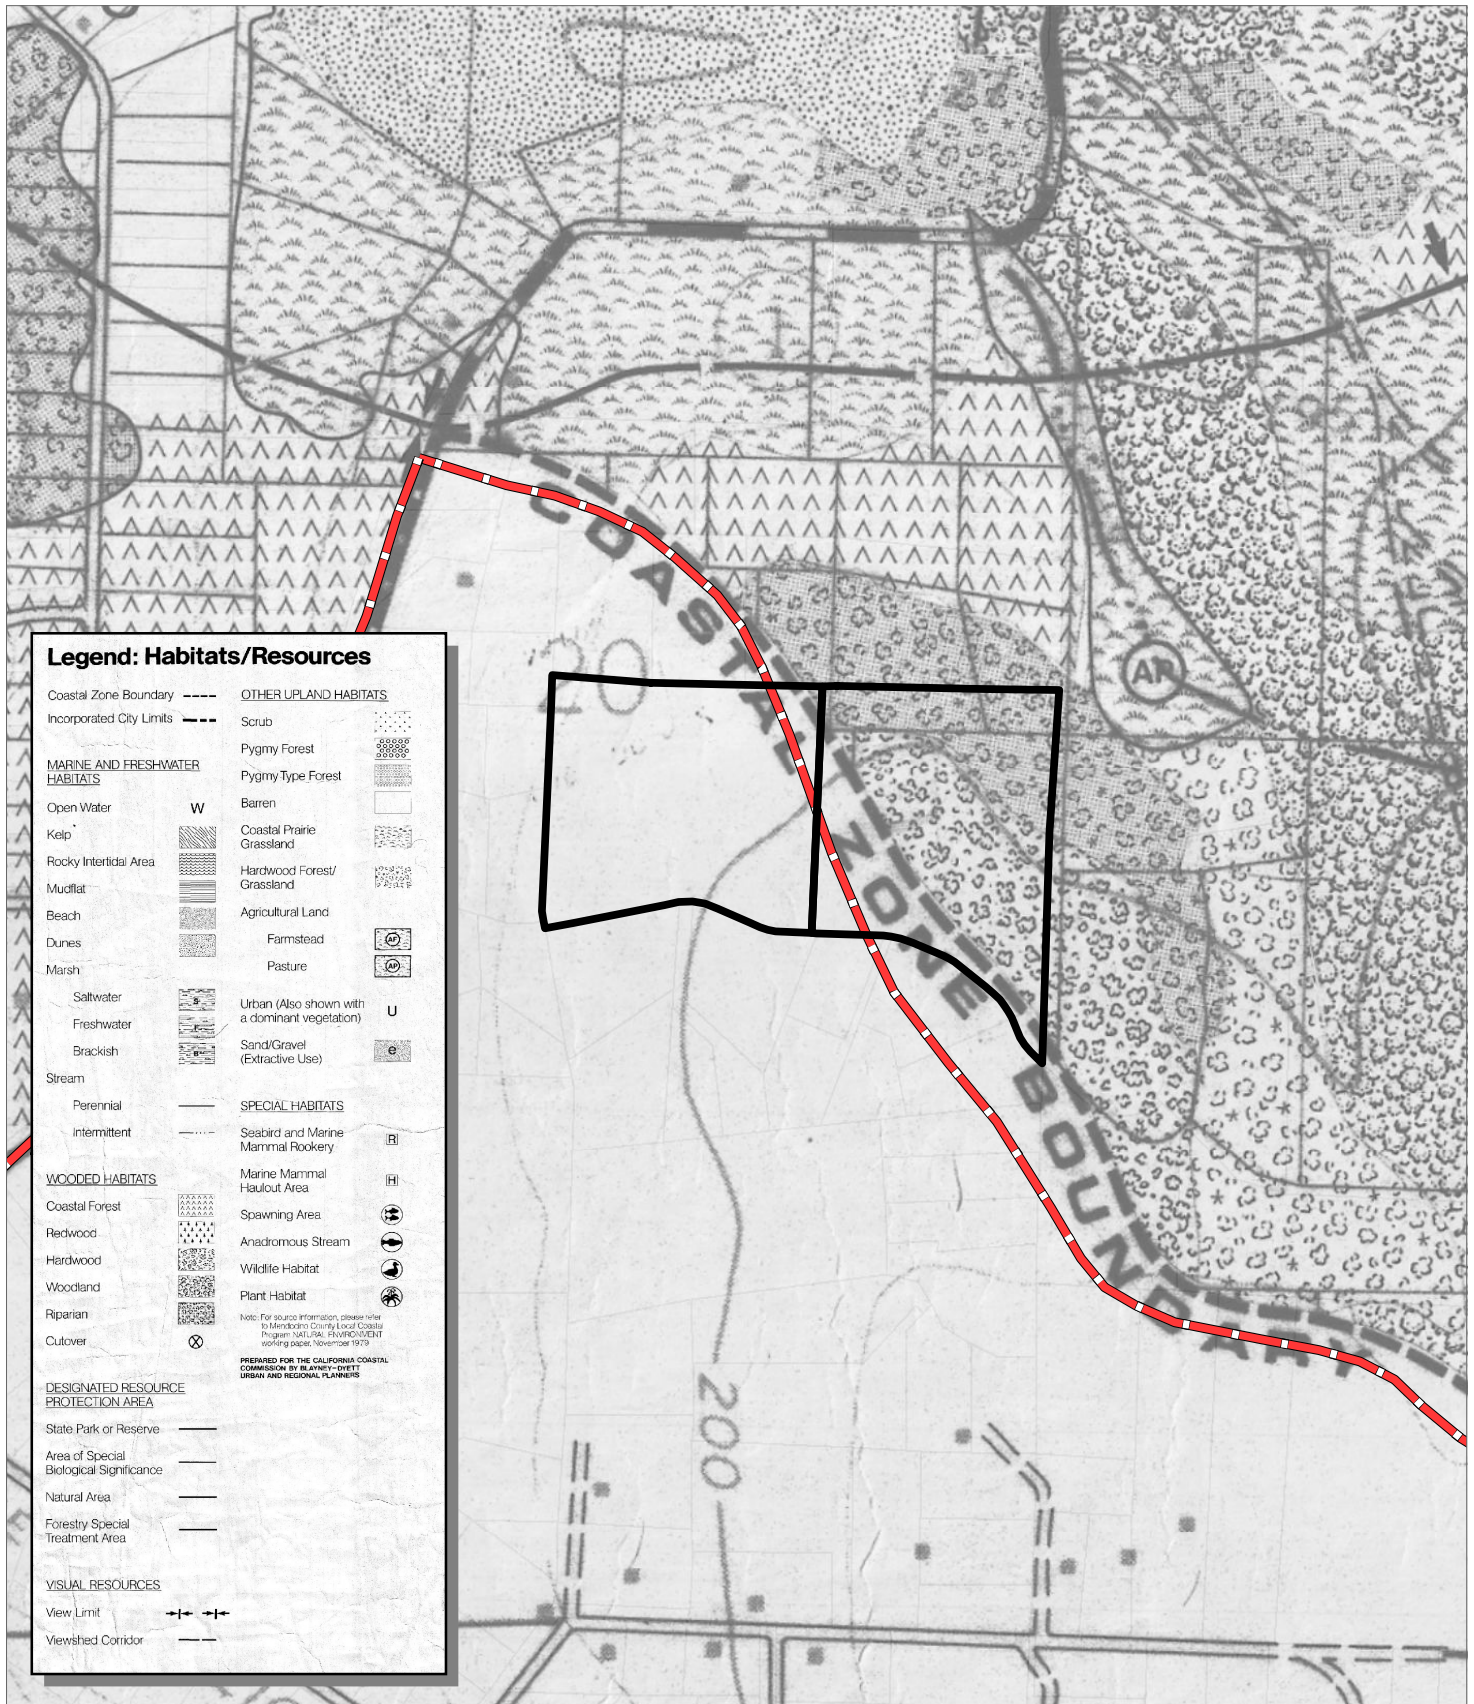 COASTAL ZONE BOUNDARY
20
AP
200
Legend: Habitats/Resources
Coastal Zone Boundary
Incorporated City Limits
MARINE AND FRESHWATER
HABITATS
Open Water W
Kelp
Rocky Intertidal Area
Mudflat
Beach
Dunes
Marsh
Saltwater
Freshwater
Brackish
Stream
Perennial
Intermittent
WOODED HABITATS
Coastal Forest
Redwood
Hardwood
Woodland
Riparian
Cutover
DESIGNATED RESOURCE
PROTECTION AREA
State Park or Reserve
Area of Special
Biological Significance
Natural Area
Forestry Special
Treatment Area
VISUAL RESOURCES
View Limit
Viewshed Corridor
OTHER UPLAND HABITATS
Scrub
Pygmy Forest
Pygmy Type Forest
Barren
Coastal Prairie
Grassland
Hardwood Forest/
Grassland
Agricultural Land
Farmstead AF
Pasture AP
Urban (Also shown with
a dominant vegetation) U
Sand/Gravel
(Extractive Use) e
SPECIAL HABITATS
Seabird and Marine
Mammal Rookery R
Marine Mammal
Haulout Area H
Spawning Area
Anadromous Stream
Wildlife Habitat
Plant Habitat
Note: For source information, please refer
to Mendocino County Local Coastal
Program NATURAL ENVIRONMENT
working paper, November 1979
PREPARED FOR THE CALIFORNIA COASTAL
COMMISSION BY BLAYNEY-DYETT
URBAN AND REGIONAL PLANNERS